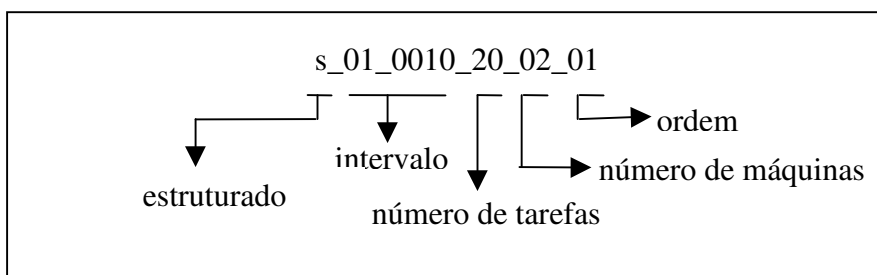 s_01_0010_20_02_01
ordem
intervalo
número de máquinas
estruturado
número de tarefas